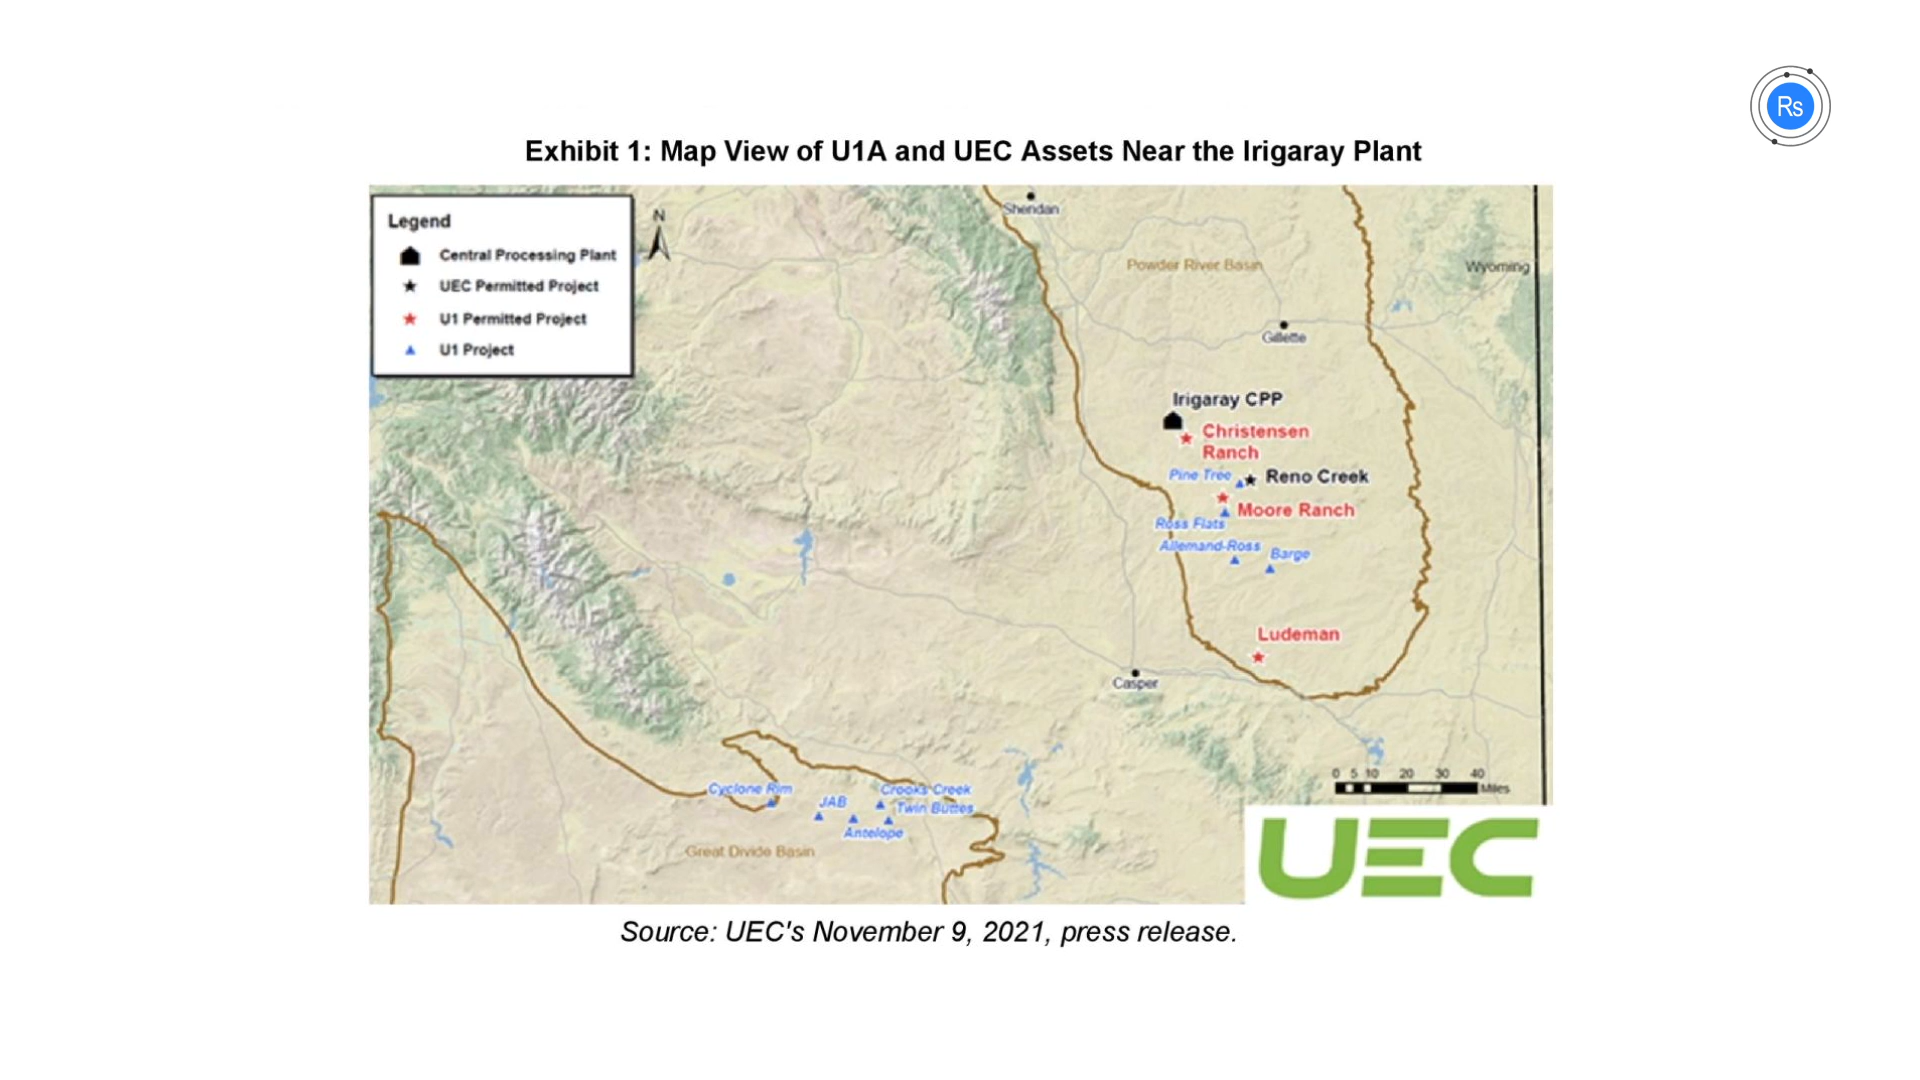 Rs
Exhibit 1: Map View of U1A and UEC Assets Near the Irigaray Plant
Legend
Central Processing Plant
UEC Permitted Project
U1 Permitted Project
U1 Project
N
Sheridan
Powder River Basin
Wyoming
Gillette
Irigaray CPP
Christensen
Ranch
Pine Tree
Reno Creek
Moore Ranch
Ross Flats
Allemand-Ross
Barge
Ludeman
Casper
0 5 10 20 30 40
Miles
Cyclone Rim
JAB
Crooks Creek
Twin Buttes
Antelope
Great Divide Basin
UEC
Source: UEC's November 9, 2021, press release.